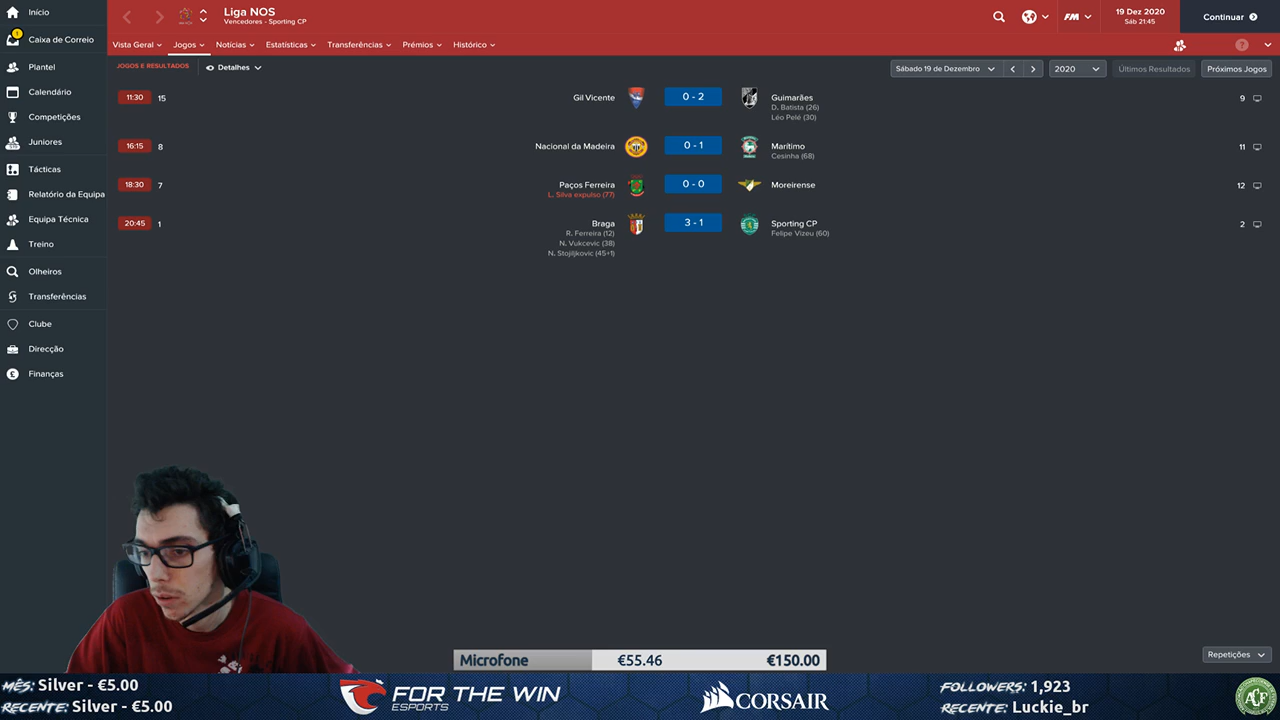 Início
Caixa de Correio
1
Plantel
Calendário
Competições
Juniores
Tácticas
Relatório da Equipa
Equipa Técnica
Treino
Olheiros
Transferências
Clube
Direcção
Finanças
Liga NOS
Vencedores - Sporting CP
FM
19 Dez 2020
Sáb 21:45
Continuar
Vista Geral
Jogos
Notícias
Estatísticas
Transferências
Prémios
Histórico
?
JOGOS E RESULTADOS
Detalhes
Sábado 19 de Dezembro
2020
Últimos Resultados
Próximos Jogos
11:30 15 Gil Vicente 0 - 2 Guimarães 9
D. Batista (26)
Léo Pelé (30)
16:15 8 Nacional da Madeira 0 - 1 Marítimo 11
Cesinha (68)
18:30 7 Paços Ferreira 0 - 0 Moreirense 12
L. Silva expulso (77)
20:45 1 Braga 3 - 1 Sporting CP 2
R. Ferreira (12) Felipe Vizeu (60)
N. Vukcevic (38)
N. Stojiljkovic (45+1)
Repetições
Microfone €55.46 €150.00
MÊS: Silver - €5.00
RECENTE: Silver - €5.00
FOR THE WIN
ESPORTS
CORSAIR
FOLLOWERS: 1,923
RECENTE: Luckie_br